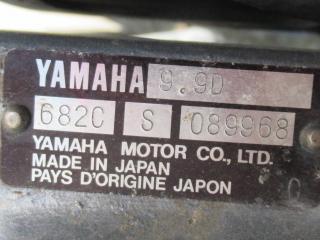 YAMAHA 9.9D
682C S 089968
YAMAHA MOTOR CO., LTD.
MADE IN JAPAN
PAYS D'ORIGINE JAPON